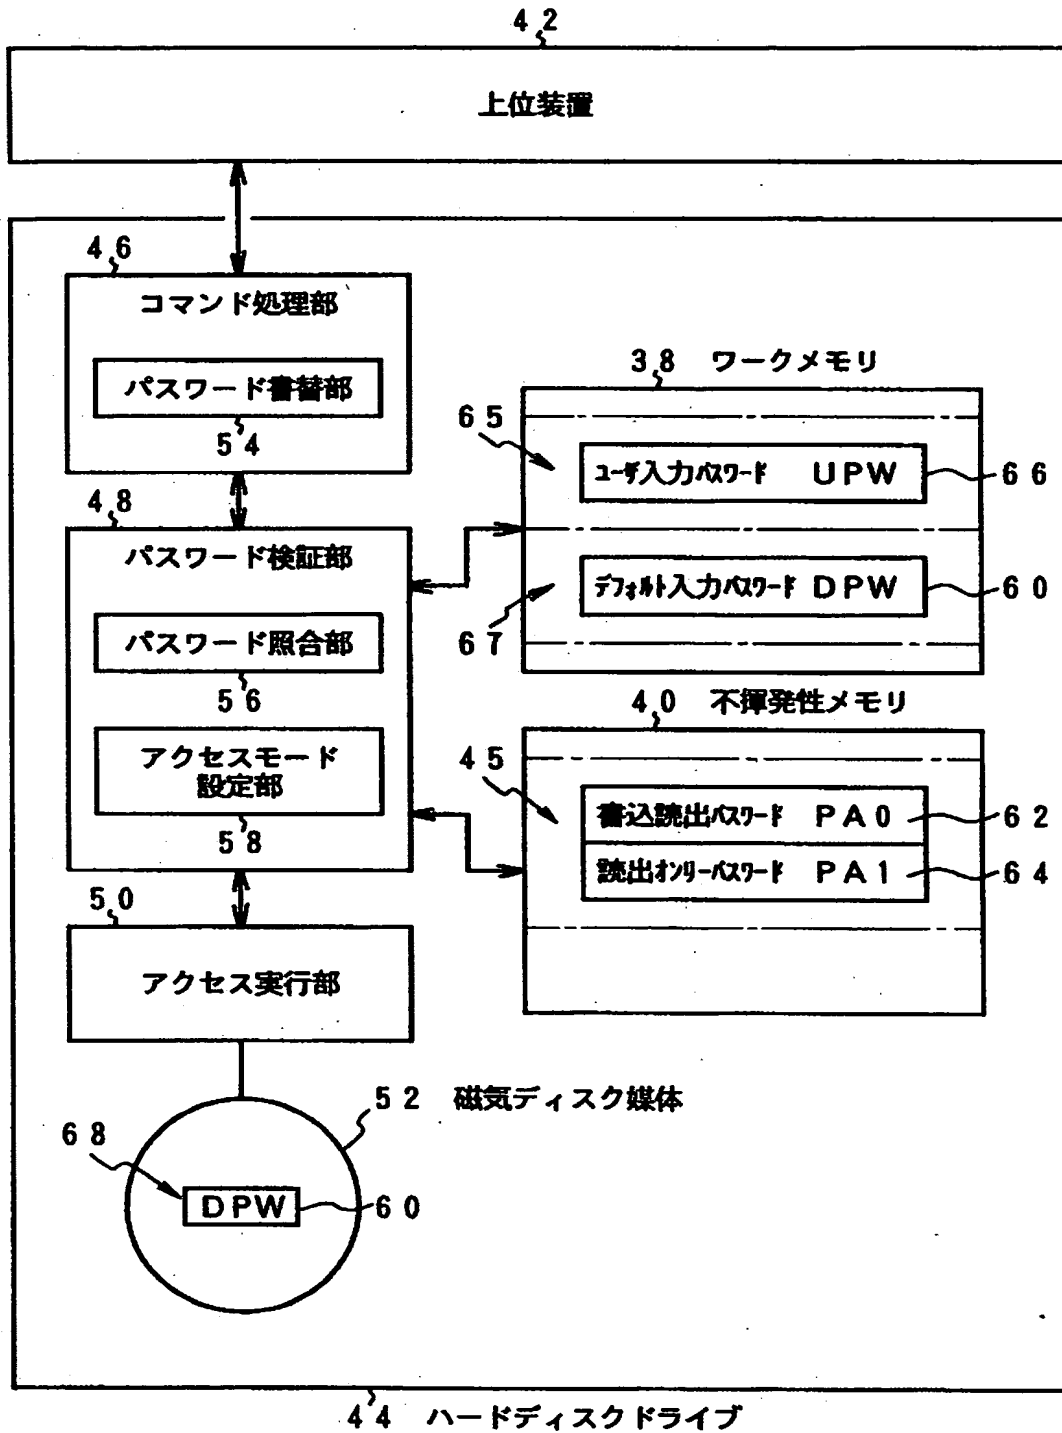 42
上位装置
46
コマンド処理部
パスワード書替部
54
48
パスワード検証部
パスワード照合部
56
アクセスモード
設定部
58
50
アクセス実行部
38 ワークメモリ
65
ユーザ入力パスワード UPW
66
デフォルト入力パスワード DPW
60
67
40 不揮発性メモリ
45
書込読出パスワード PA0
62
読出オンリーパスワード PA1
64
52 磁気ディスク媒体
68
DPW
60
44 ハードディスクドライブ